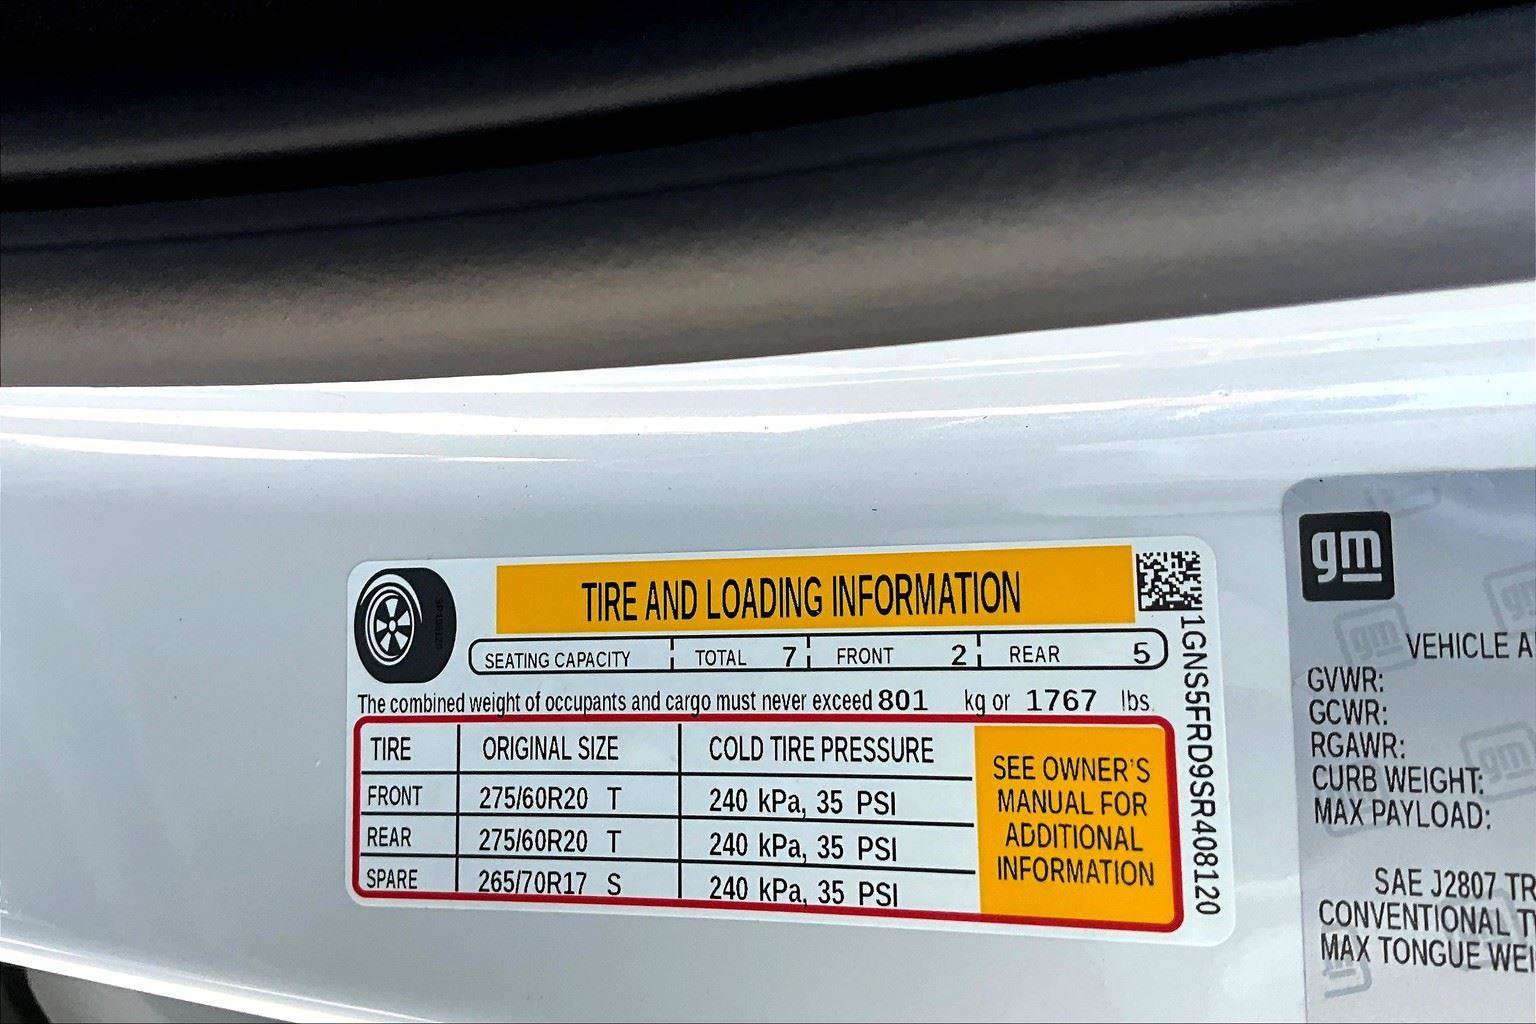 TIRE AND LOADING INFORMATION
SEATING CAPACITY TOTAL 7 FRONT 2 REAR 5
The combined weight of occupants and cargo must never exceed 801 kg or 1767 lbs.
TIRE ORIGINAL SIZE COLD TIRE PRESSURE
FRONT 275/60R20 T 240 kPa, 35 PSI
REAR 275/60R20 T 240 kPa, 35 PSI
SPARE 265/70R17 S 240 kPa, 35 PSI
SEE OWNER'S
MANUAL FOR
ADDITIONAL
INFORMATION
1GNS5FRD9SR408120
gm
VEHICLE A
GVWR:
GCWR:
RGAWR:
CURB WEIGHT:
MAX PAYLOAD:
SAE J2807 TR
CONVENTIONAL T
MAX TONGUE WEI